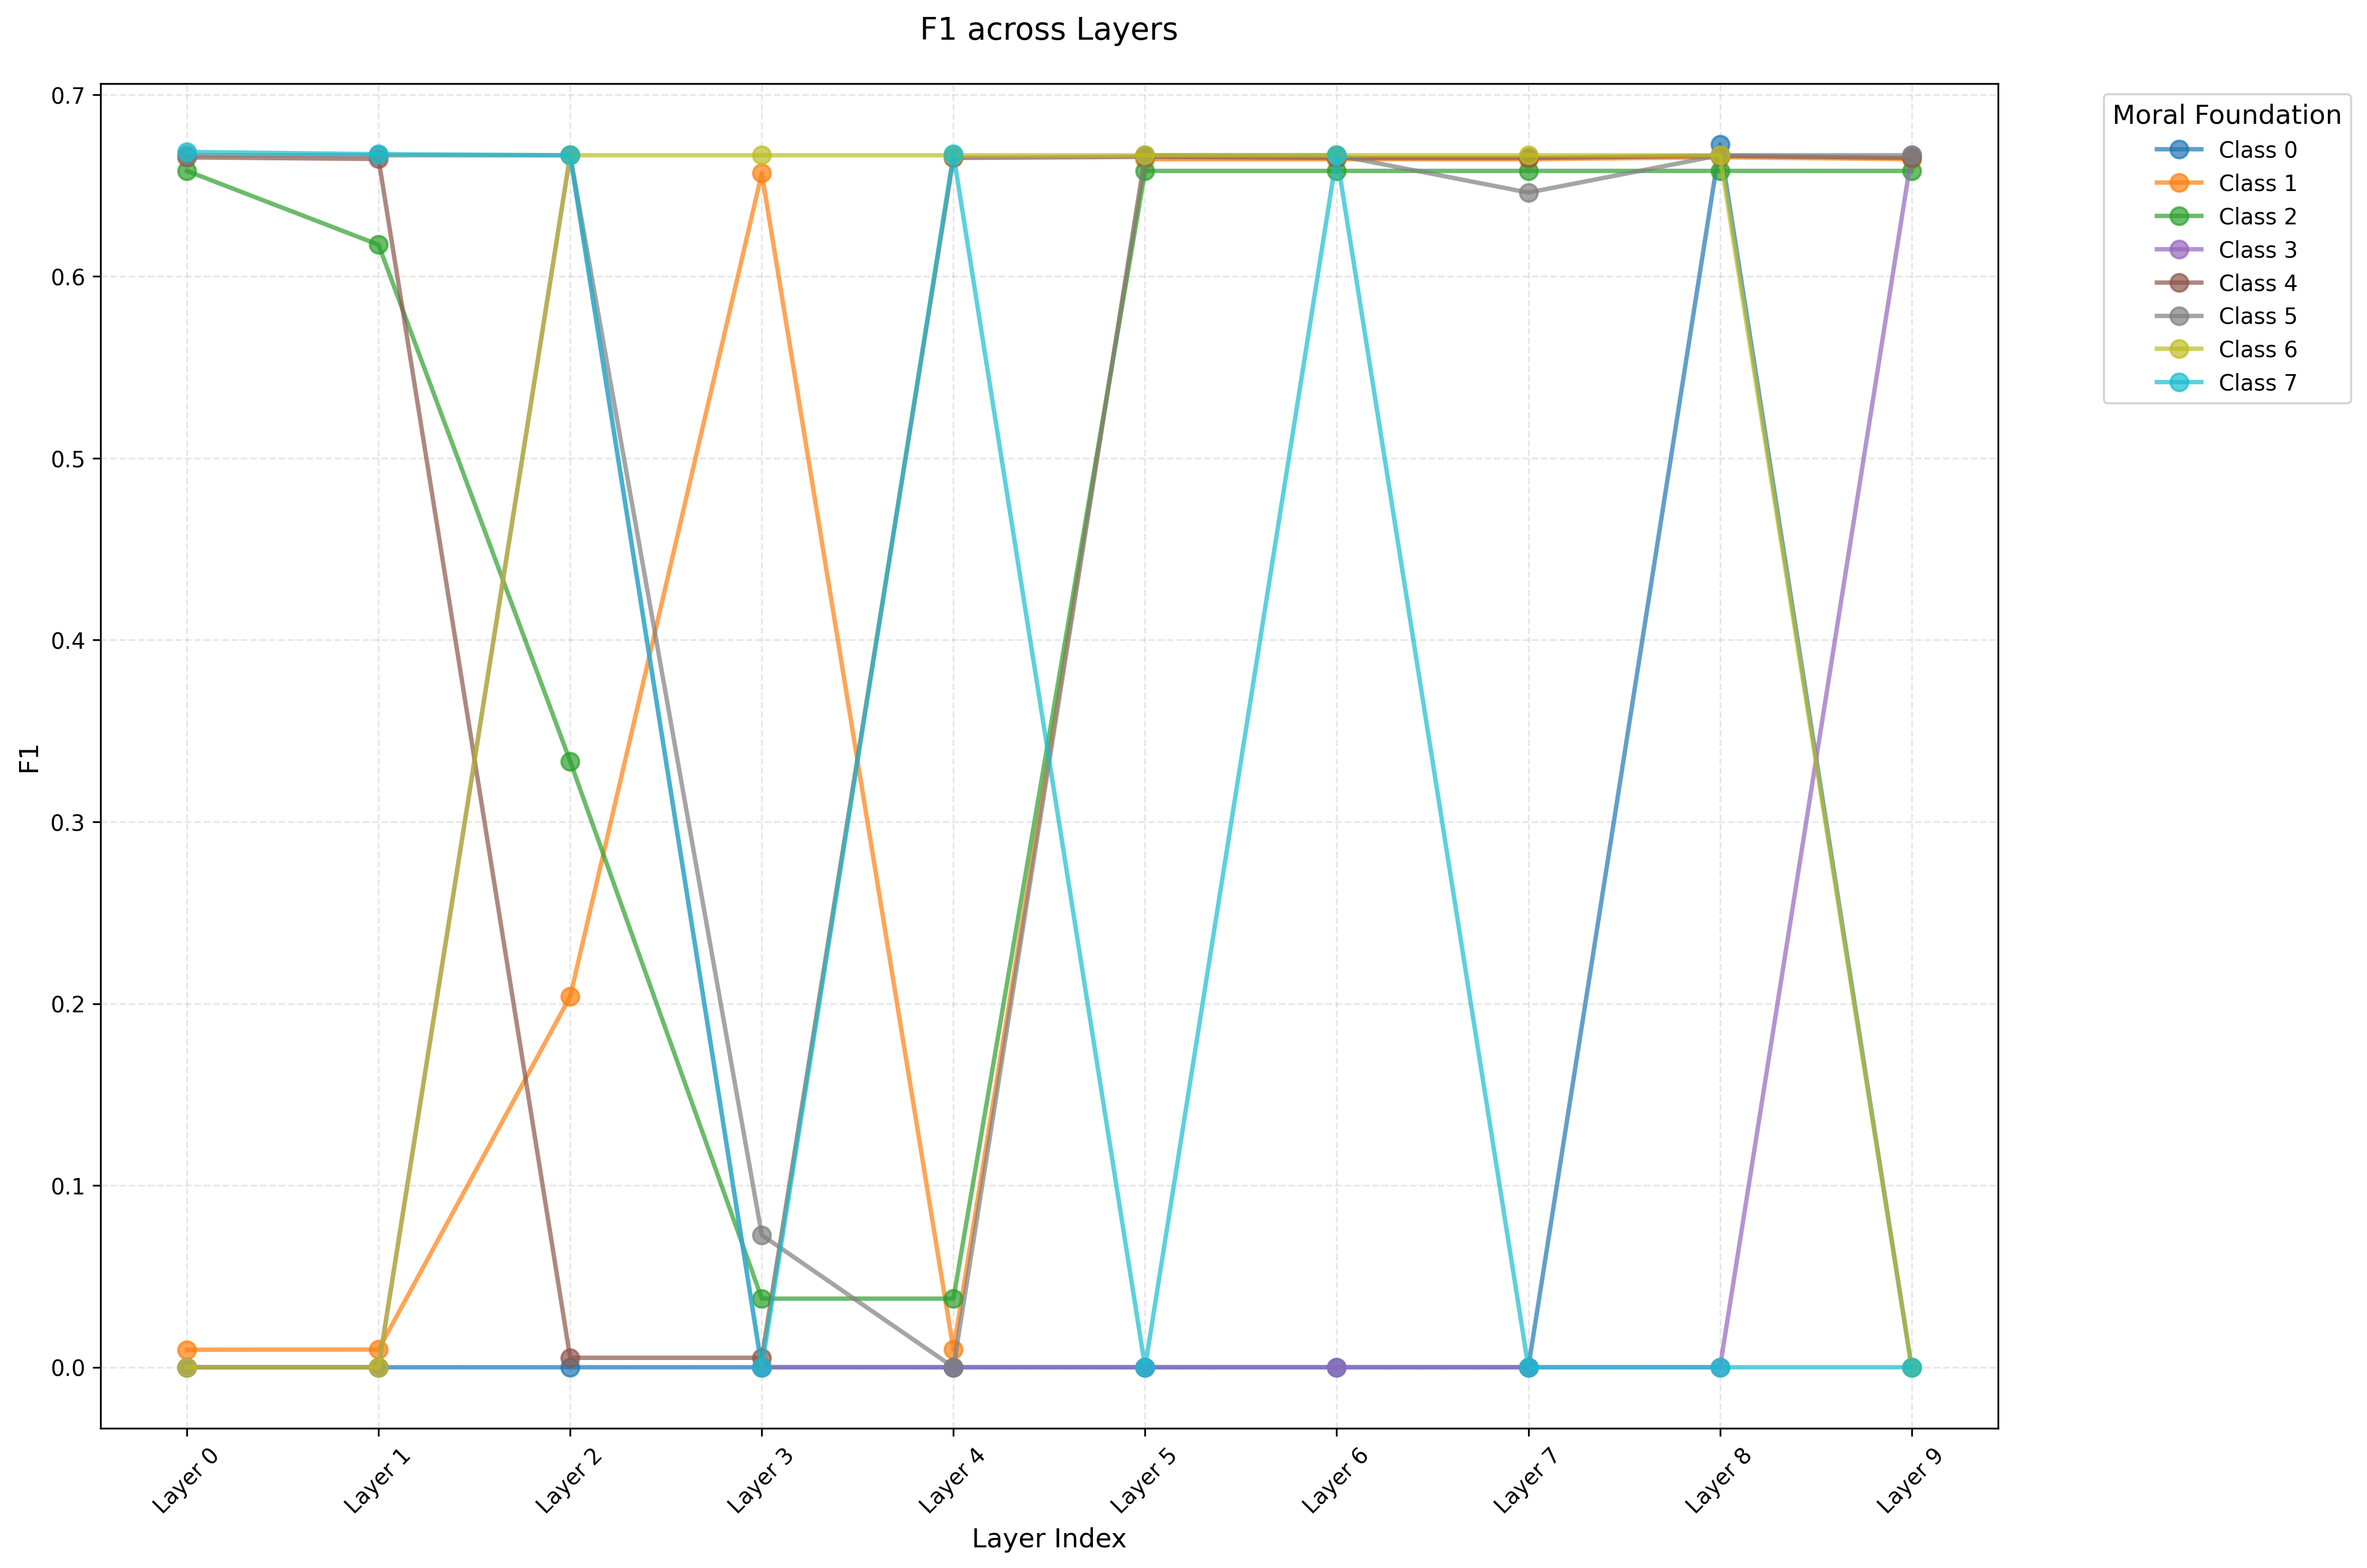 F1 across Layers
Moral Foundation
Class 0
Class 1
Class 2
Class 3
Class 4
Class 5
Class 6
Class 7
F1
0.7
0.6
0.5
0.4
0.3
0.2
0.1
0.0
Layer 0
Layer 1
Layer 2
Layer 3
Layer 4
Layer 5
Layer 6
Layer 7
Layer 8
Layer 9
Layer Index